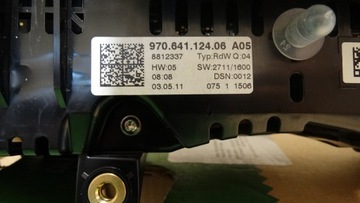 970.641.124.06 A05
8812337 Typ:RdW Q:04
HW:05 SW:2711/1600
08:08 DSN:0012
03.05.11 075 1 1506